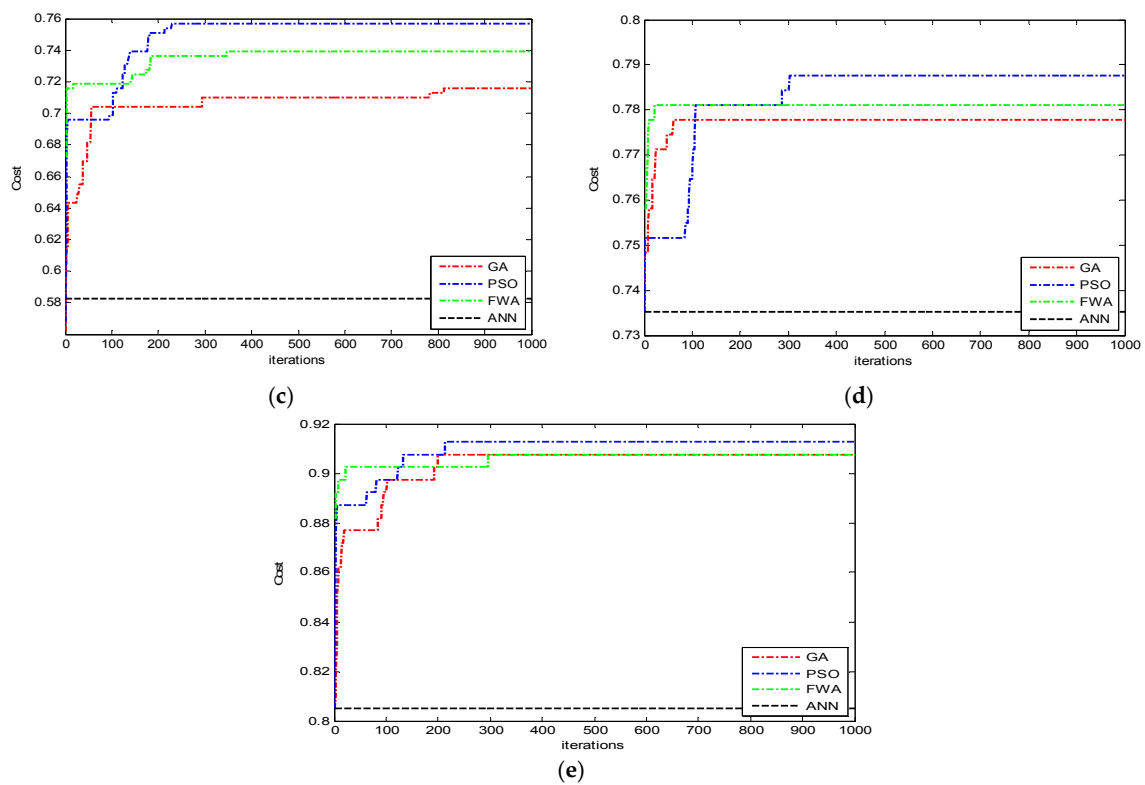 0.76
0.74
0.72
0.7
0.68
0.66
0.64
0.62
0.6
0.58
Cost
GA
PSO
FWA
ANN
0 100 200 300 400 500 600 700 800 900 1000
iterations
(c)
0.8
0.79
0.78
0.77
0.76
0.75
0.74
0.73
Cost
GA
PSO
FWA
ANN
0 100 200 300 400 500 600 700 800 900 1000
iterations
(d)
0.92
0.9
0.88
0.86
0.84
0.82
0.8
Cost
GA
PSO
FWA
ANN
0 100 200 300 400 500 600 700 800 900 1000
iterations
(e)